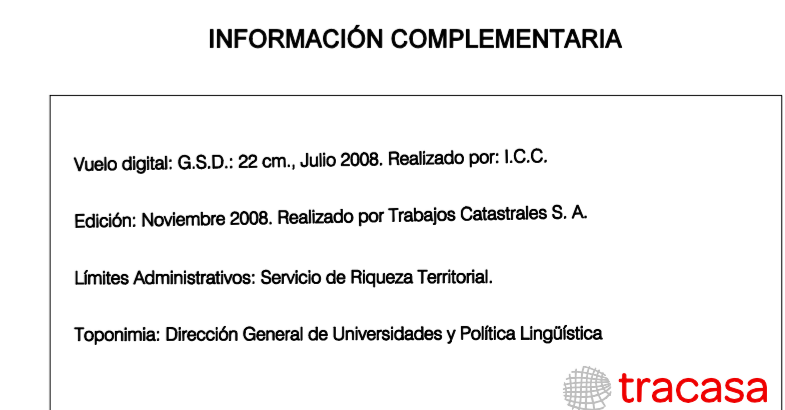 INFORMACIÓN COMPLEMENTARIA
Vuelo digital: G.S.D.: 22 cm., Julio 2008. Realizado por: I.C.C.
Edición: Noviembre 2008. Realizado por Trabajos Catastrales S. A.
Límites Administrativos: Servicio de Riqueza Territorial.
Toponimia: Dirección General de Universidades y Política Lingüística
tracasa